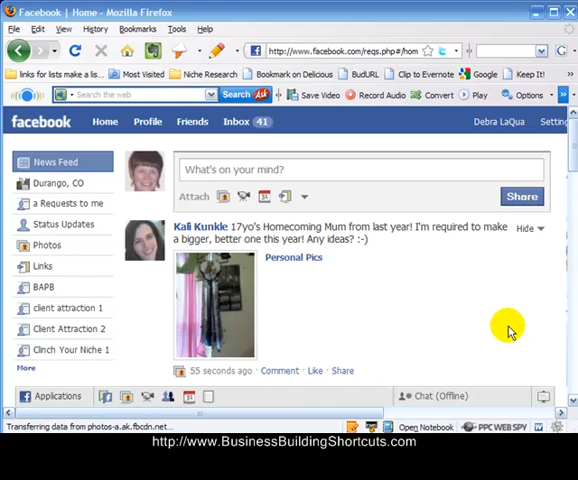 Facebook | Home - Mozilla Firefox
File Edit View History Bookmarks Tools Help
http://www.facebook.com/reqs.php#/hom
links for lists make a li... Most Visited Niche Research Bookmark on Delicious BudURL Clip to Evernote Google Keep It!
Search the web Search Ask Save Video Record Audio Convert Play Options
facebook Home Profile Friends Inbox 41 Debra LaQua Setting
News Feed
What's on your mind?
Durango, CO
Attach Share
a Requests to me
Status Updates
Kali Kunkle 17yo's Homecoming Mum from last year! I'm required to make Hide
a bigger, better one this year! Any ideas? :-)
Photos
Personal Pics
Links
BAPB
client attraction 1
Client Attraction 2
Clinch Your Niche 1
More
55 seconds ago · Comment · Like · Share
Applications Chat (Offline)
Transferring data from photos-a.ak.fbcdn.net... Open Notebook PPC WEB SPY
http://www.BusinessBuildingShortcuts.com